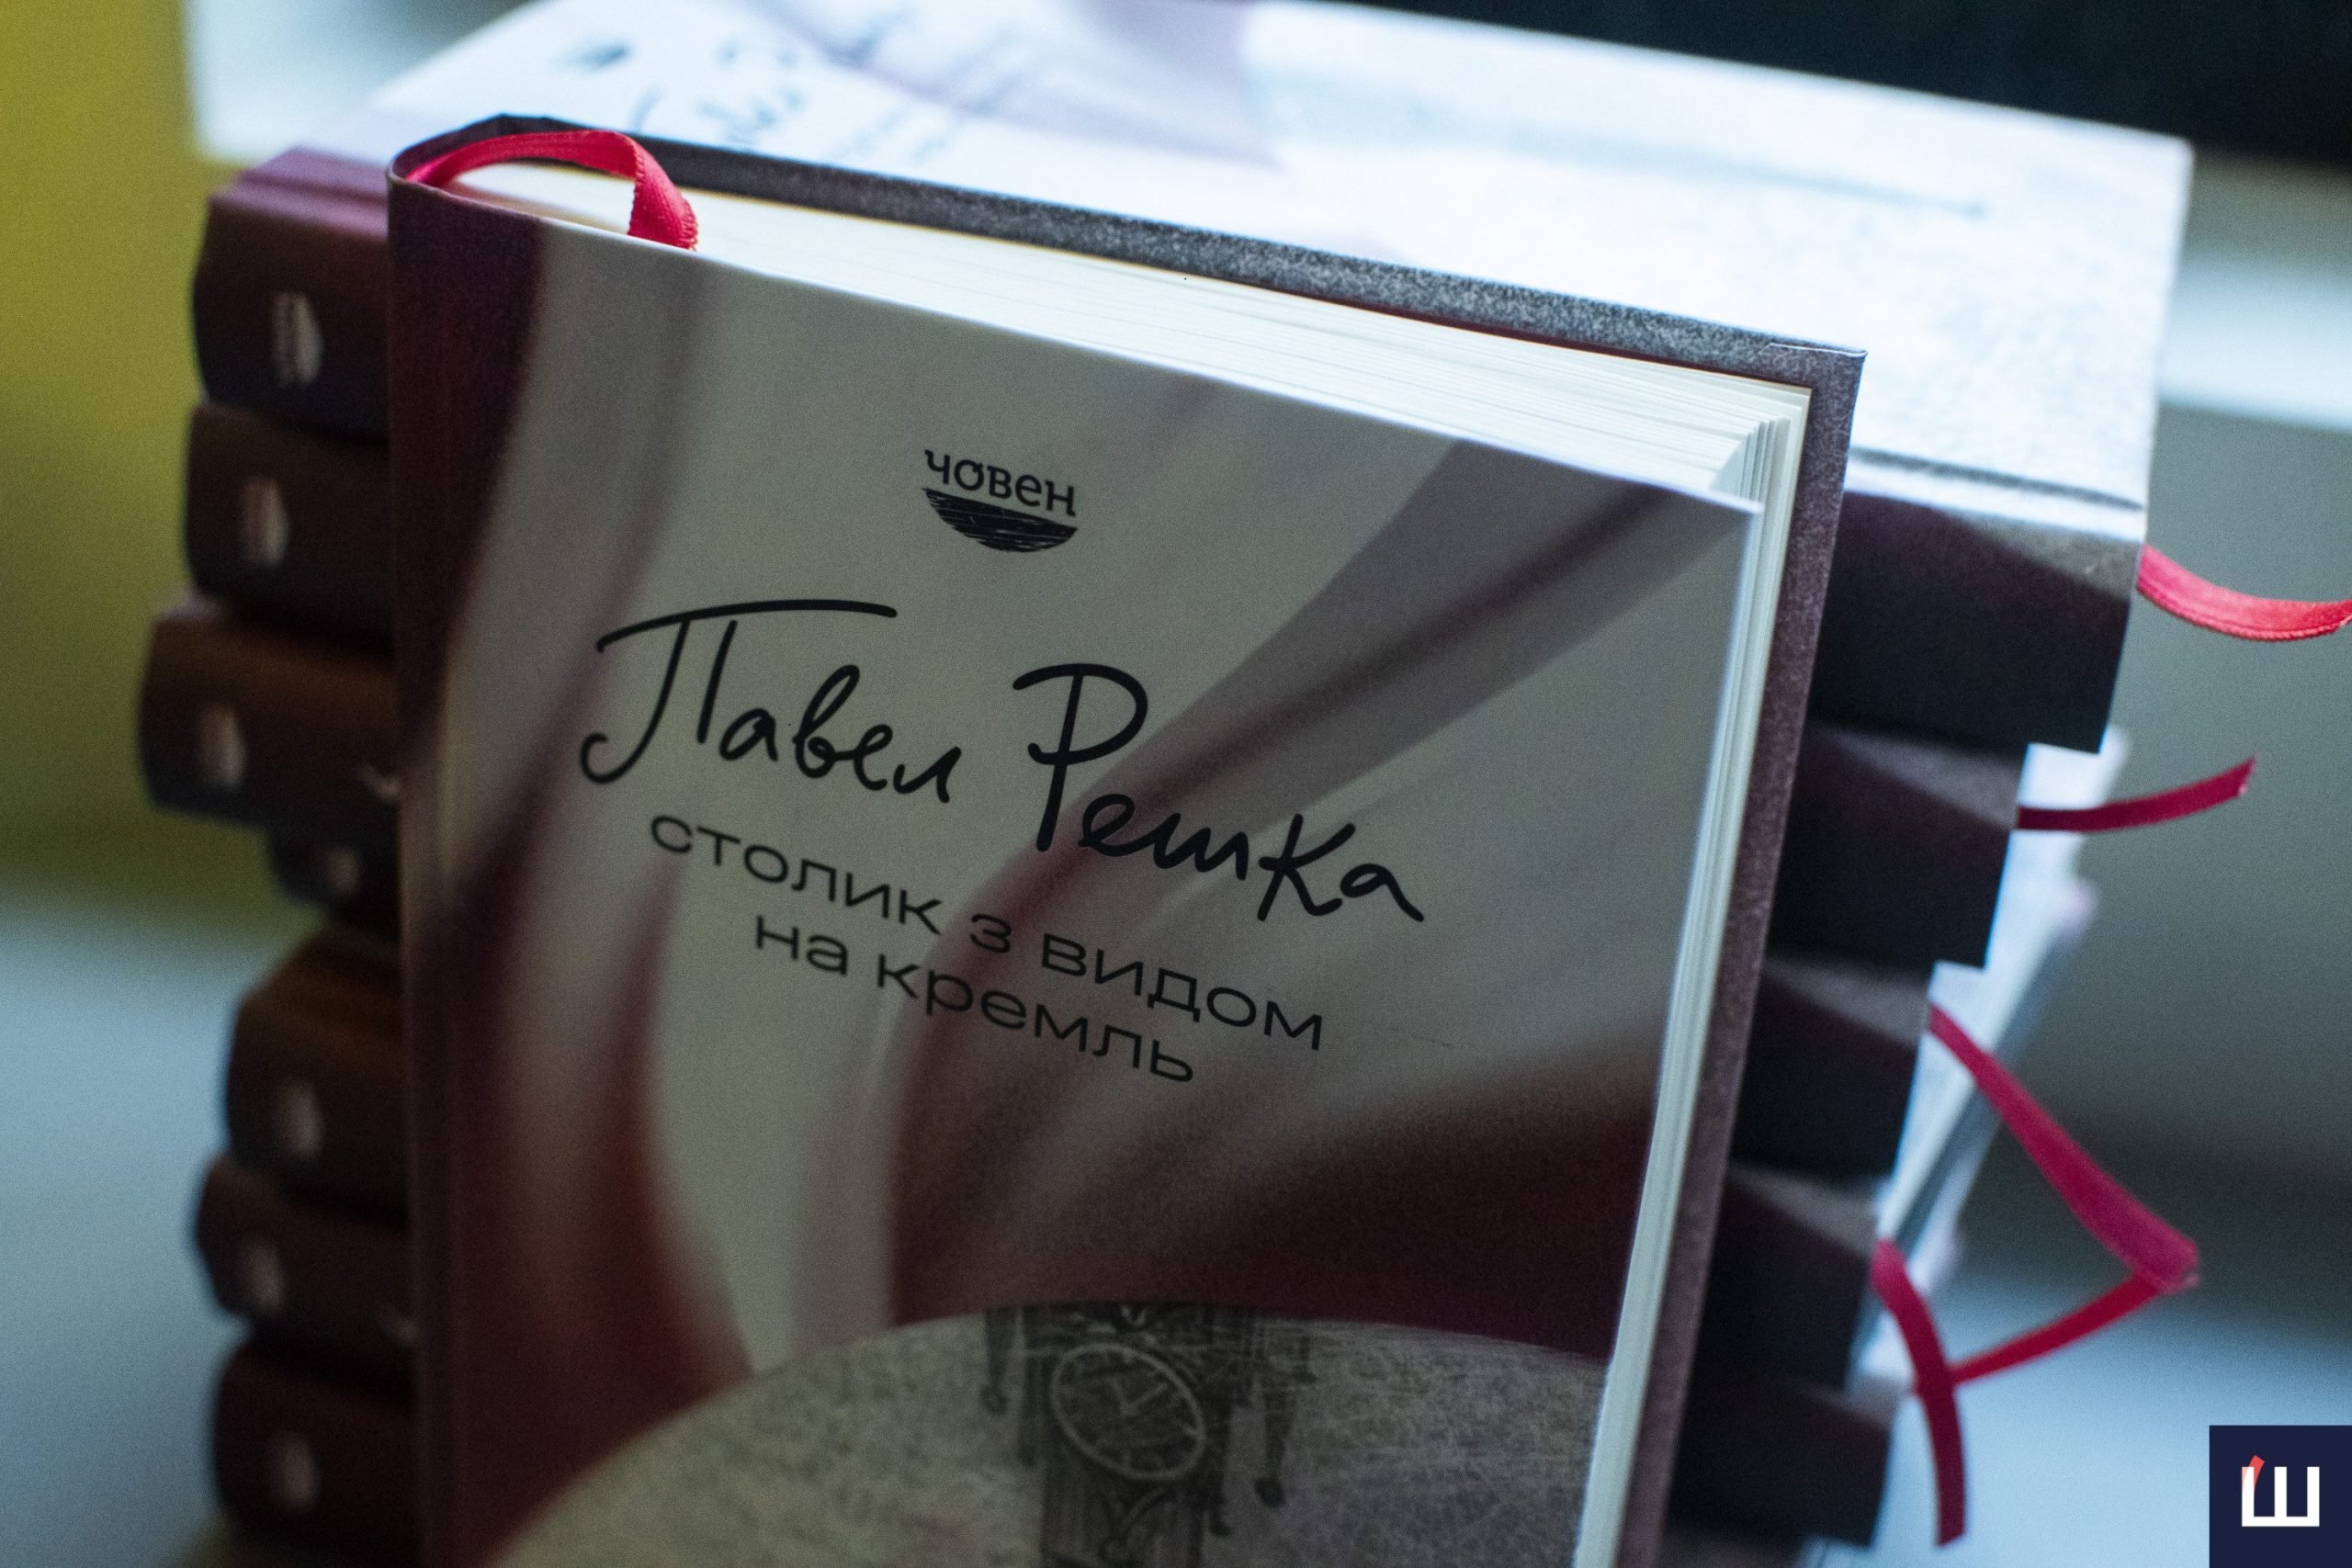 човен
Павел Решка
столик з видом
на кремль
Ш